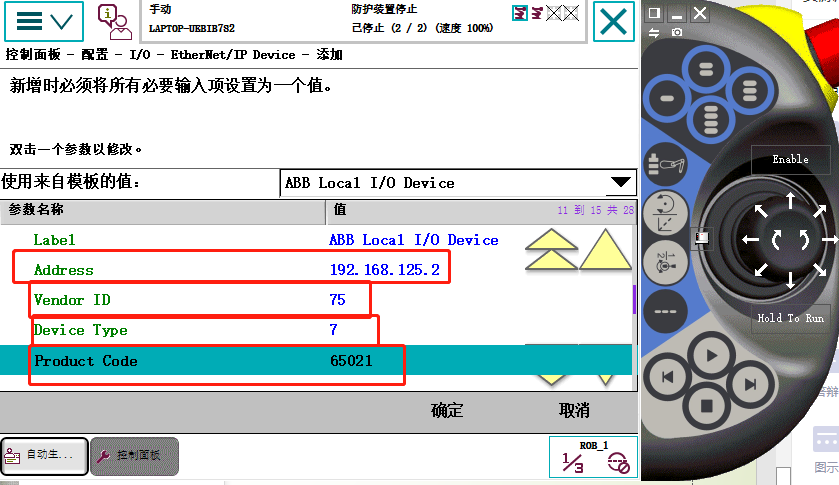 手动
防护装置停止
LAPTOP-UKBIB7S2
已停止 (2 / 2) (速度 100%)
控制面板 - 配置 - I/O - EtherNet/IP Device - 添加
新增时必须将所有必要输入项设置为一个值。
双击一个参数以修改。
使用来自模板的值:
ABB Local I/O Device
参数名称
值
11 到 15 共 28
Label
ABB Local I/O Device
Address
192.168.125.2
Vendor ID
75
Device Type
7
Product Code
65021
确定
取消
自动生...
控制面板
ROB_1
1/3
Enable
Hold To Run
图示